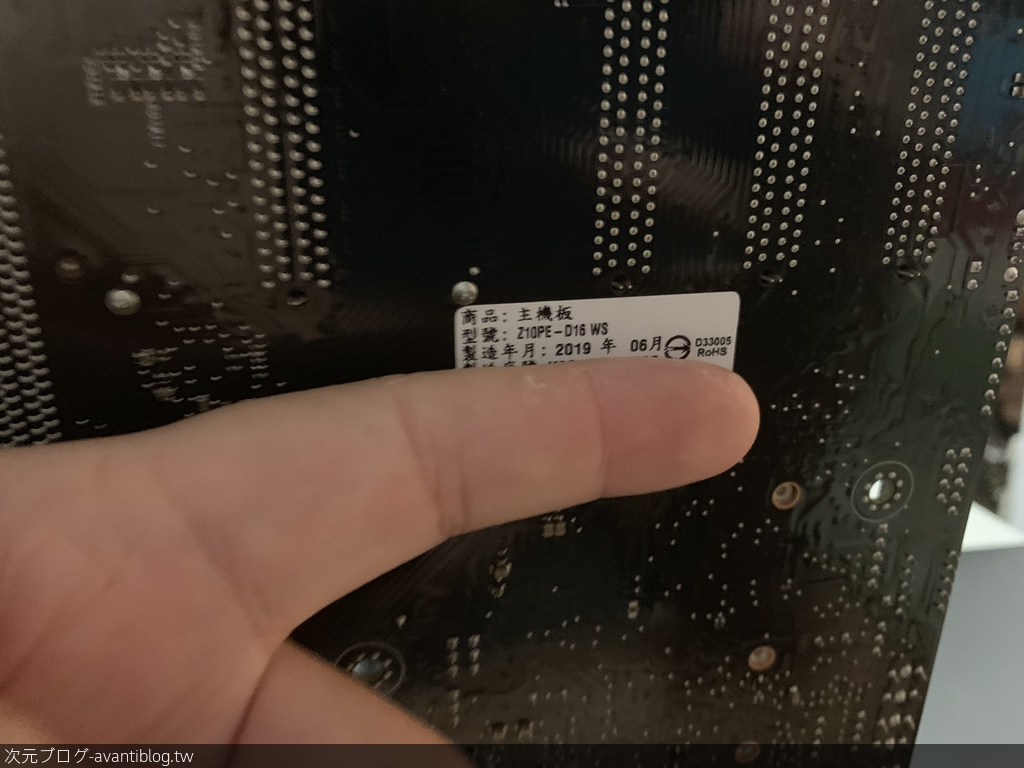 商品: 主機板
型號: Z10PE-D16 WS
製造年月: 2019 年 06月
D33005
RoHS
次元ブログ-avantiblog.tw